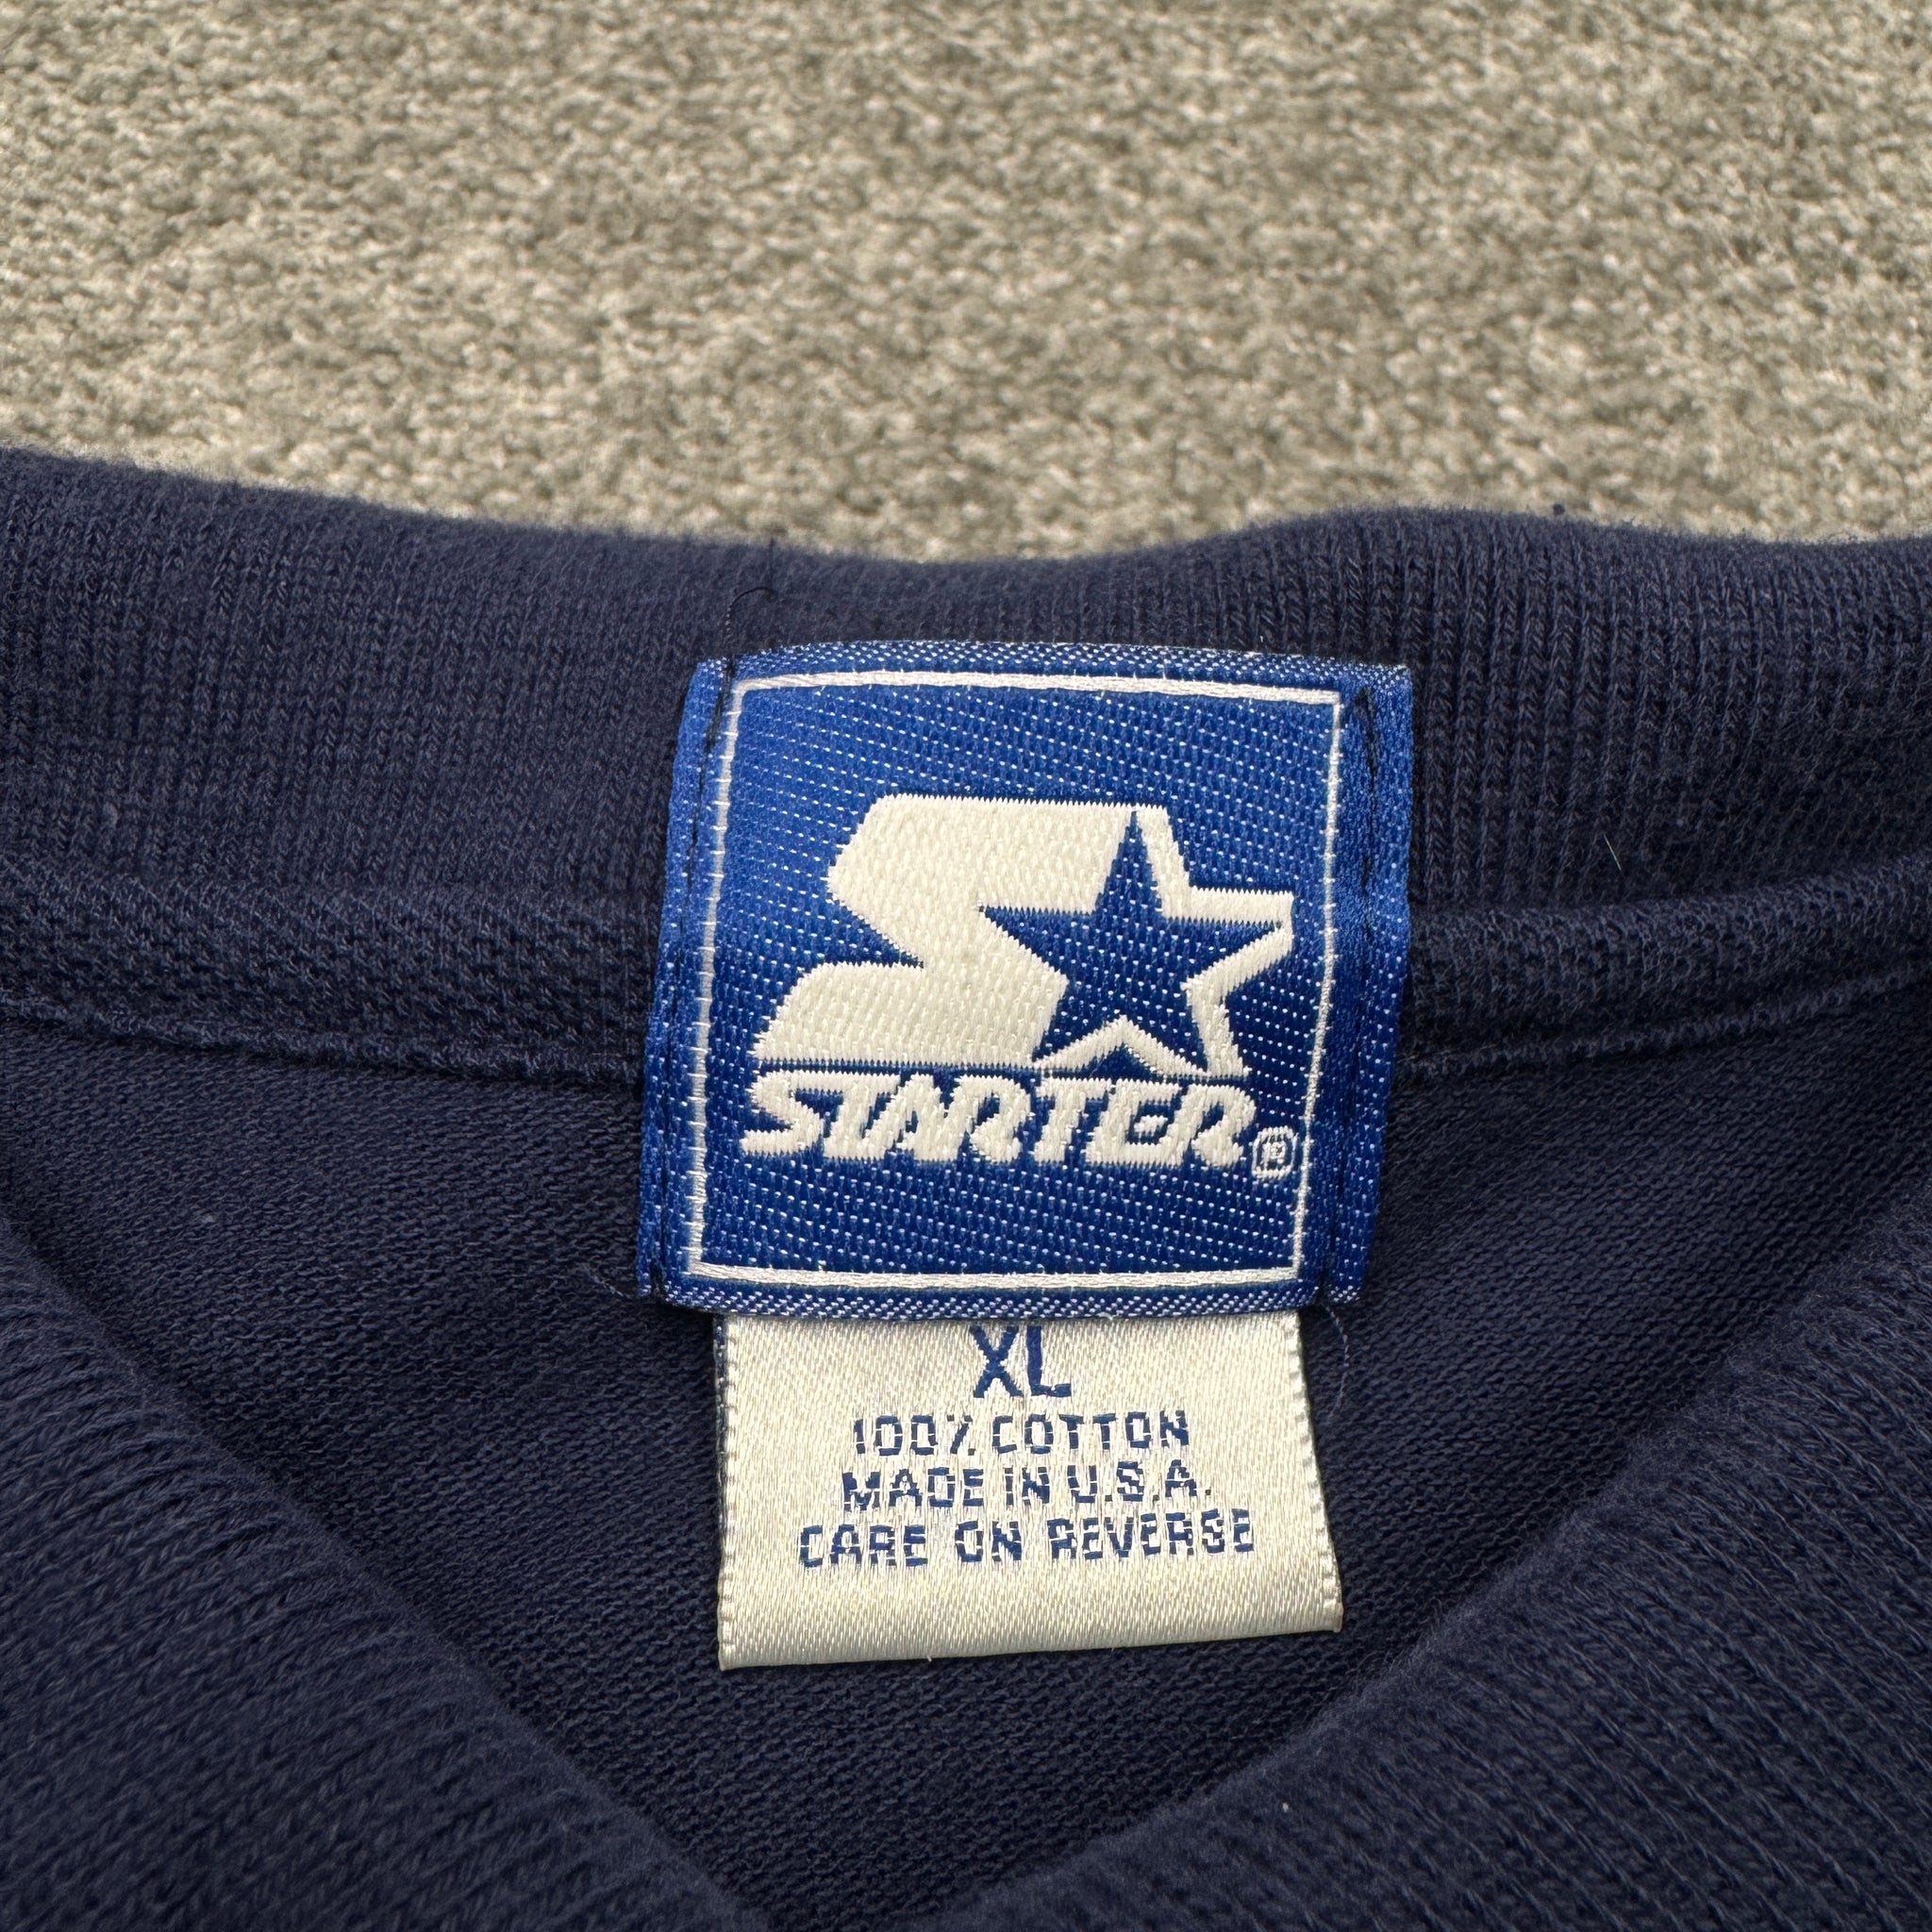 STARTER®
XL
100% COTTON
MADE IN U.S.A.
CARE ON REVERSE